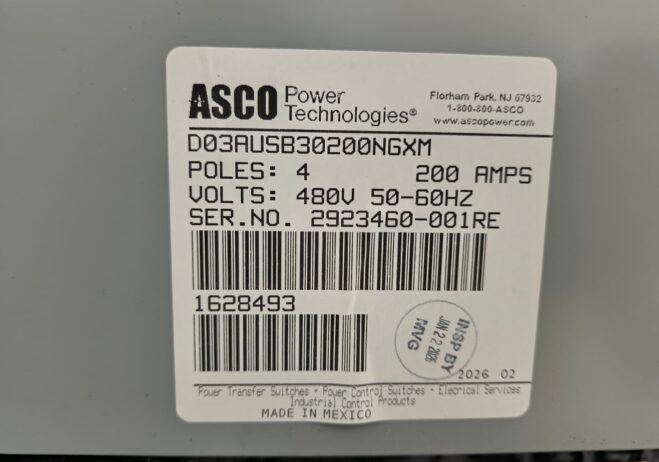 ASCO Power Technologies®
Florham Park, NJ 07932
1-800-800-ASCO
www.ascopower.com
D03AUSB30200NGXM
POLES: 4 200 AMPS
VOLTS: 480V 50-60HZ
SER.NO. 2923460-001RE
1628493
INSP BY
JAN 22 2026
MVG
2026 02
Power Transfer Switches - Power Control Switches - Elecrical Services
Industrial Control Products
MADE IN MEXICO